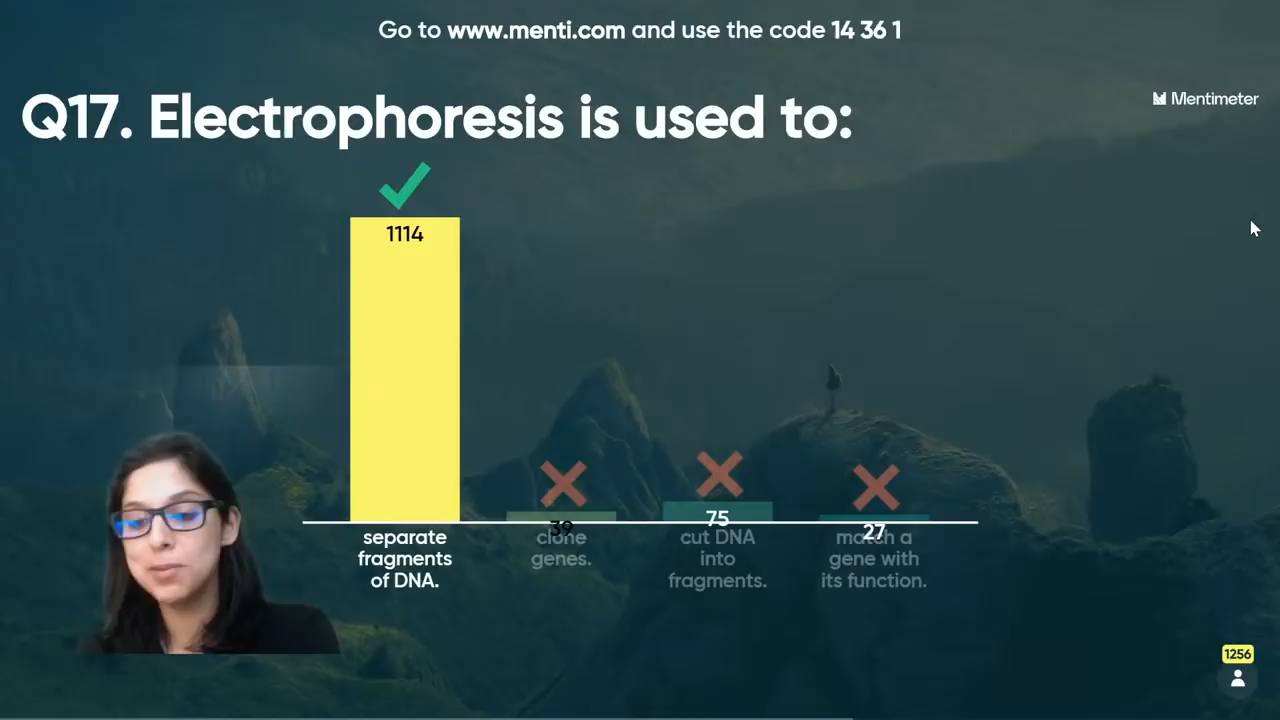 Go to www.menti.com and use the code 14 36 1
Mentimeter
Q17. Electrophoresis is used to:
1114
39
75
27
separate
fragments
of DNA.
clone
genes.
cut DNA
into
fragments.
match a
gene with
its function.
1256